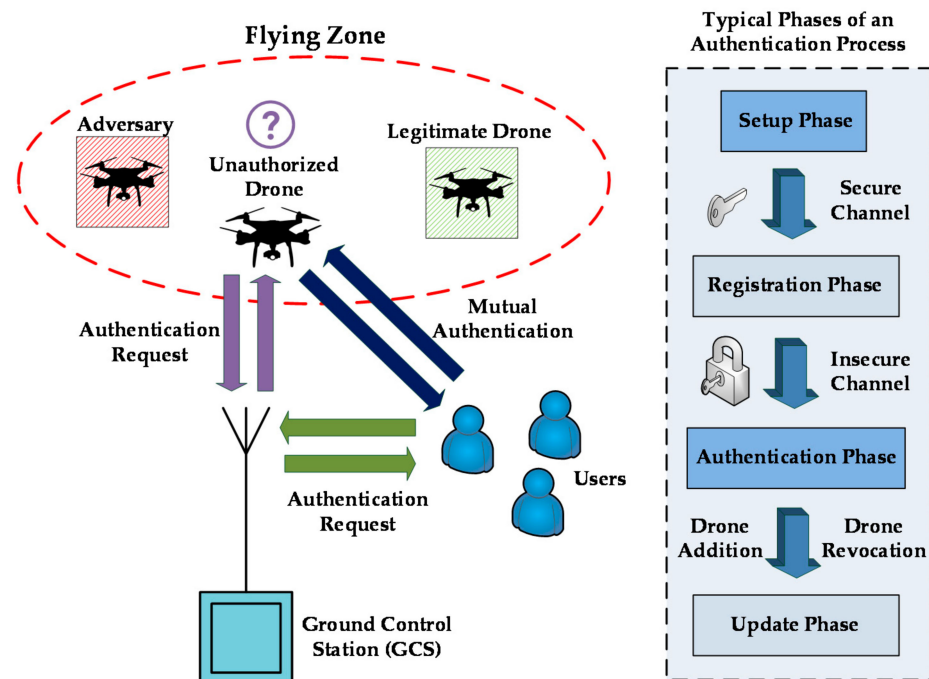 Flying Zone
Adversary
?
Unauthorized
Drone
Legitimate Drone
Authentication
Request
Mutual
Authentication
Authentication
Request
Users
Ground Control
Station (GCS)
Typical Phases of an
Authentication Process
Setup Phase
Secure
Channel
Registration Phase
Insecure
Channel
Authentication Phase
Drone
Addition
Drone
Revocation
Update Phase